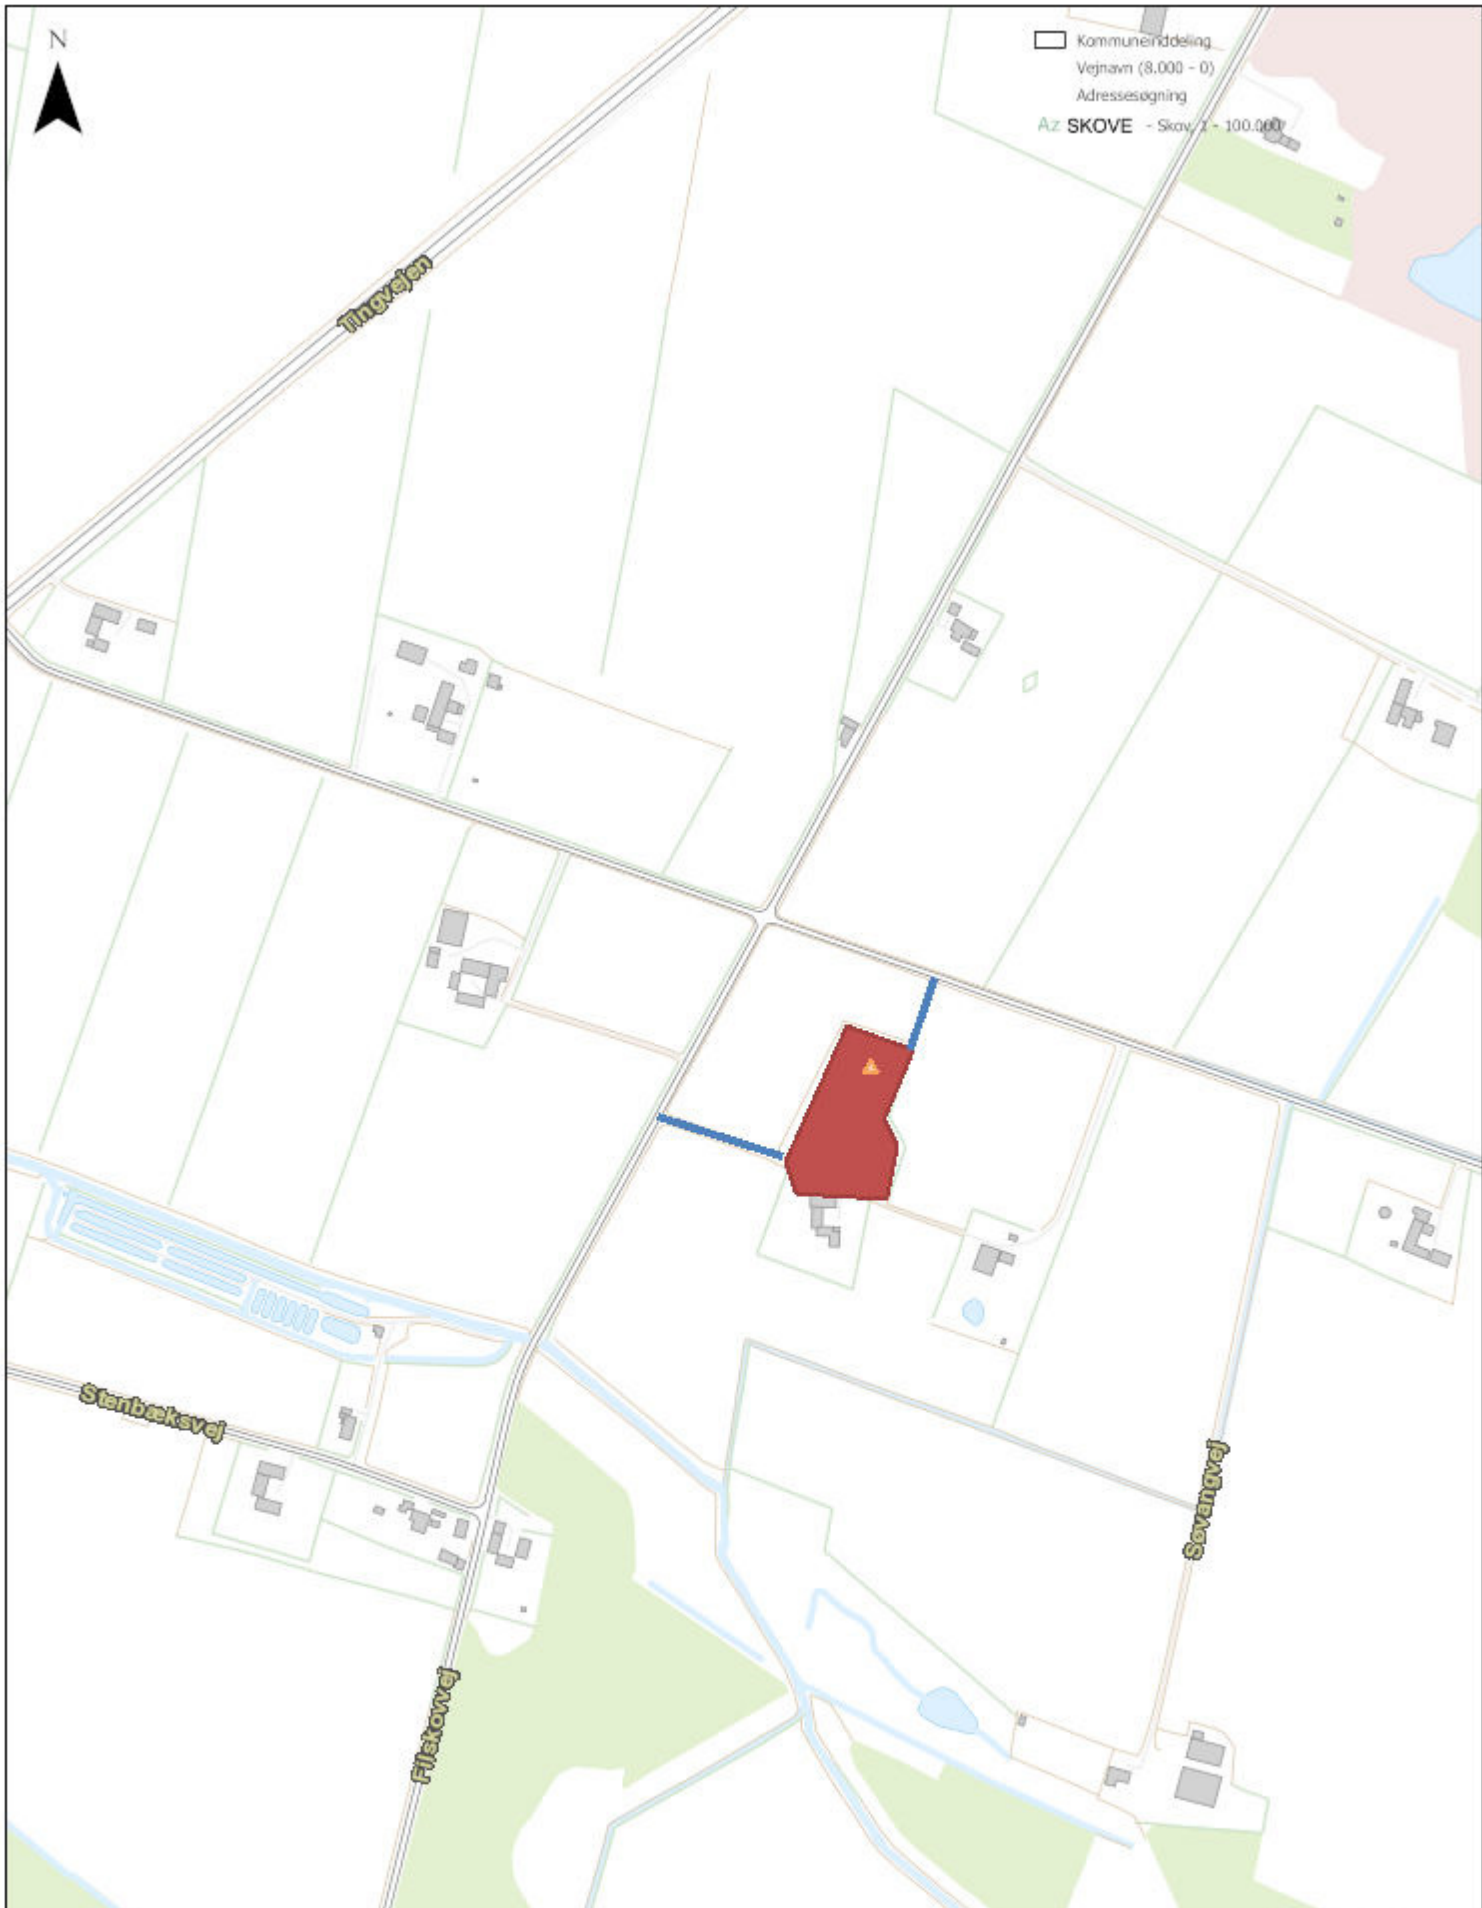 N
Kommuneinddeling
Vejnavn (8.000 - 0)
Adressesøgning
Az SKOVE - Skov, 1 - 100.000
Tingvejen
Stenbæksvej
Søvangvej
Filskovvej